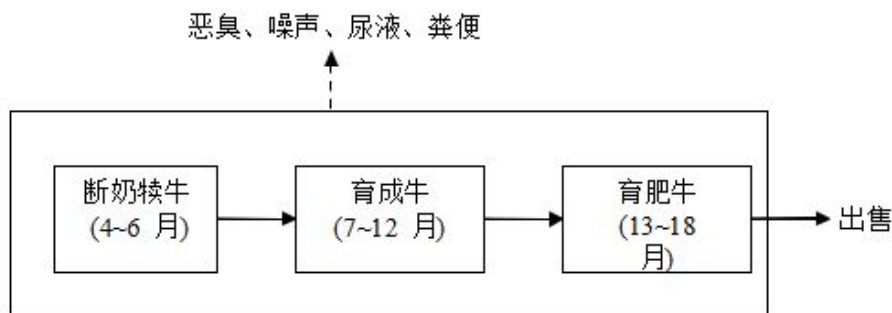 恶臭、噪声、尿液、粪便
断奶犊牛
(4~6 月)
育成牛
(7~12 月)
育肥牛
(13~18
月)
出售